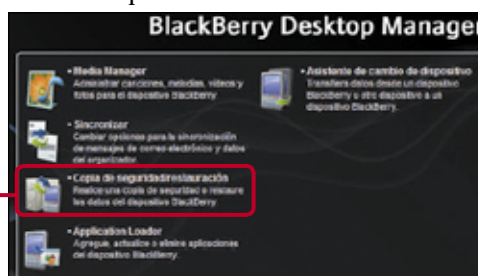 BlackBerry Desktop Manager
Media Manager
Administrar canciones, melodías, vídeos y
fotos para el dispositivo BlackBerry
Sincronizar
Cambiar opciones para la sincronización
de mensajes de correo electrónico y datos
del organizador.
Copia de seguridad/restauración
Realice una copia de seguridad o restaure
los datos del dispositivo BlackBerry.
Application Loader
Agregue, actualice o elimine aplicaciones
del dispositivo BlackBerry.
Asistente de cambio de dispositivo
Transfiera datos desde un dispositivo
BlackBerry u otro dispositivo a un
dispositivo BlackBerry.